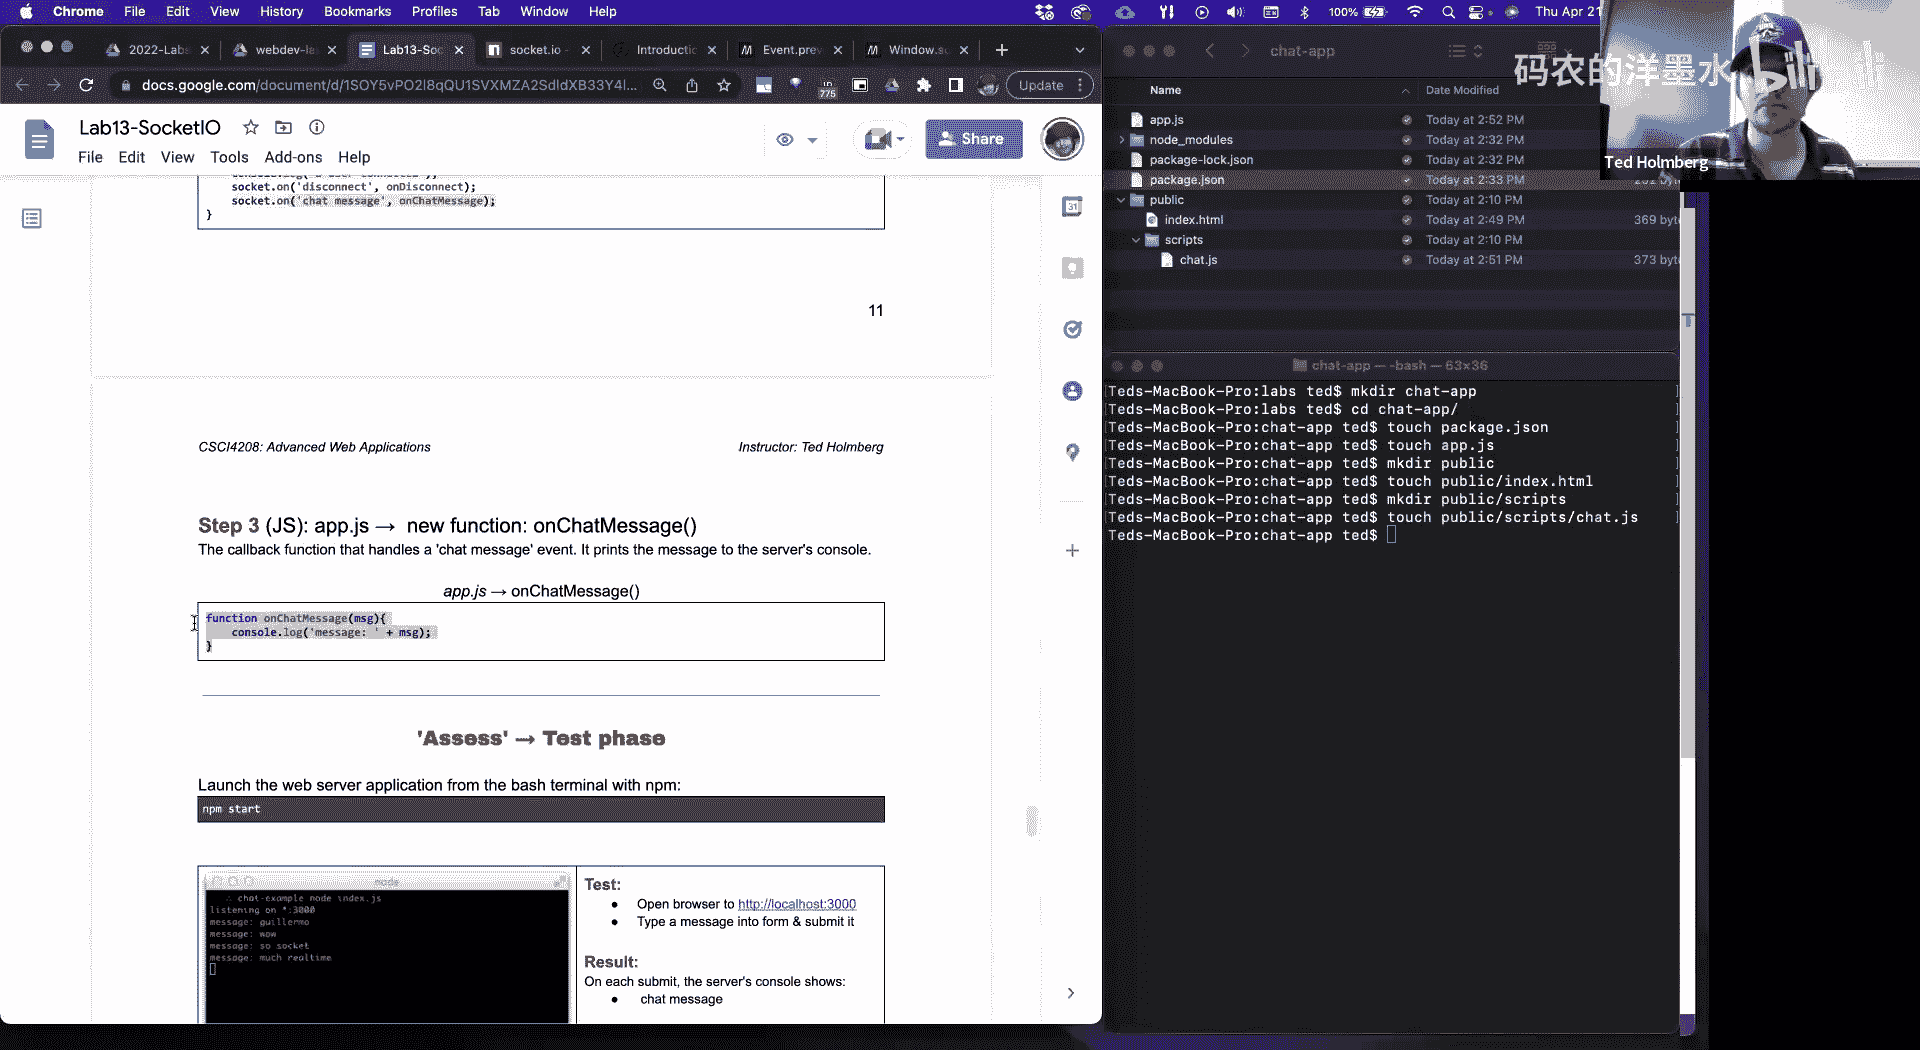 Chrome File Edit View History Bookmarks Profiles Tab Window Help
100% Thu Apr 21
2022-Labs
webdev-la
Lab13-Soc
socket.io -
Introductic
Event.prev
Window.su
docs.google.com/document/d/1SOY5vPO2l8qQU1SVXMZA2SdldXB33Y4l...
775
Update
Lab13-SocketIO
File Edit View Tools Add-ons Help
Share
31
socket.on('disconnect', onDisconnect);
socket.on('chat message', onChatMessage);
}
11
CSCI4208: Advanced Web Applications Instructor: Ted Holmberg
Step 3 (JS): app.js → new function: onChatMessage()
The callback function that handles a 'chat message' event. It prints the message to the server's console.
app.js → onChatMessage()
function onChatMessage(msg){
console.log('message: ' + msg);
}
'Assess' → Test phase
Launch the web server application from the bash terminal with npm:
npm start
node
chat-example node index.js
listening on *:3000
message: guillermo
message: wow
message: so socket
message: much realtime
Test:
● Open browser to http://localhost:3000
● Type a message into form & submit it
Result:
On each submit, the server's console shows:
● chat message
chat-app
Name Date Modified
app.js Today at 2:52 PM
node_modules Today at 2:32 PM
package-lock.json Today at 2:32 PM
package.json Today at 2:33 PM
public Today at 2:10 PM
index.html Today at 2:49 PM 369 byt
scripts Today at 2:10 PM
chat.js Today at 2:51 PM 373 byt
chat-app — -bash — 63×36
Teds-MacBook-Pro:labs ted$ mkdir chat-app
Teds-MacBook-Pro:labs ted$ cd chat-app/
Teds-MacBook-Pro:chat-app ted$ touch package.json
Teds-MacBook-Pro:chat-app ted$ touch app.js
Teds-MacBook-Pro:chat-app ted$ mkdir public
Teds-MacBook-Pro:chat-app ted$ touch public/index.html
Teds-MacBook-Pro:chat-app ted$ mkdir public/scripts
Teds-MacBook-Pro:chat-app ted$ touch public/scripts/chat.js
Teds-MacBook-Pro:chat-app ted$
码农的洋墨水 bilibili
Ted Holmberg